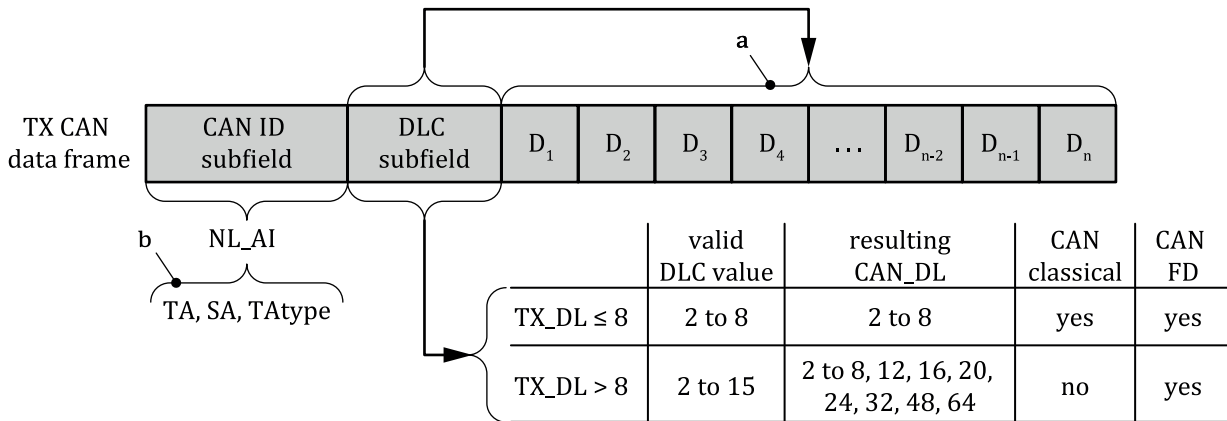 a
TX CAN
data frame
CAN ID
subfield
DLC
subfield
D1 D2 D3 D4 ... Dn-2 Dn-1 Dn
b
NL_AI
TA, SA, TAtype
valid
DLC value
resulting
CAN_DL
CAN
classical
CAN
FD
TX_DL ≤ 8 2 to 8 2 to 8 yes yes
TX_DL > 8 2 to 15 2 to 8, 12, 16, 20,
24, 32, 48, 64 no yes